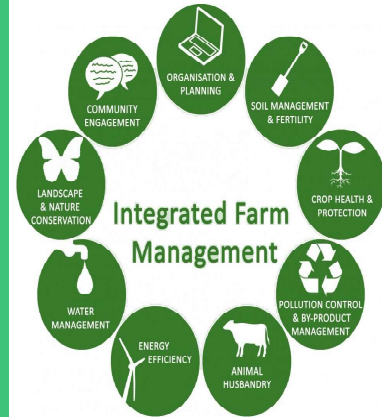 ORGANISATION &
PLANNING
SOIL MANAGEMENT
& FERTILITY
CROP HEALTH &
PROTECTION
POLLUTION CONTROL
& BY-PRODUCT
MANAGEMENT
ANIMAL
HUSBANDRY
ENERGY
EFFICIENCY
WATER
MANAGEMENT
LANDSCAPE
& NATURE
CONSERVATION
COMMUNITY
ENGAGEMENT
Integrated Farm
Management